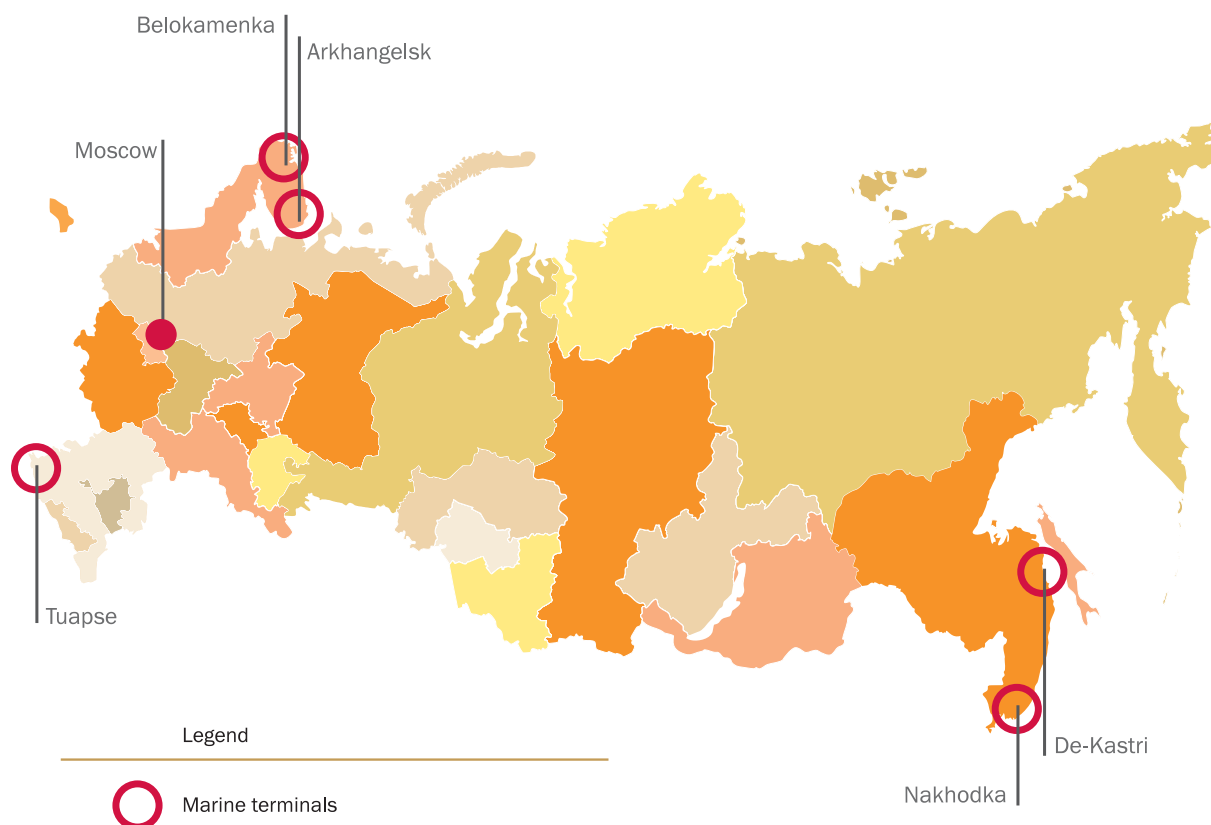 Belokamenka
Arkhangelsk
Moscow
Tuapse
De-Kastri
Nakhodka
Legend
Marine terminals